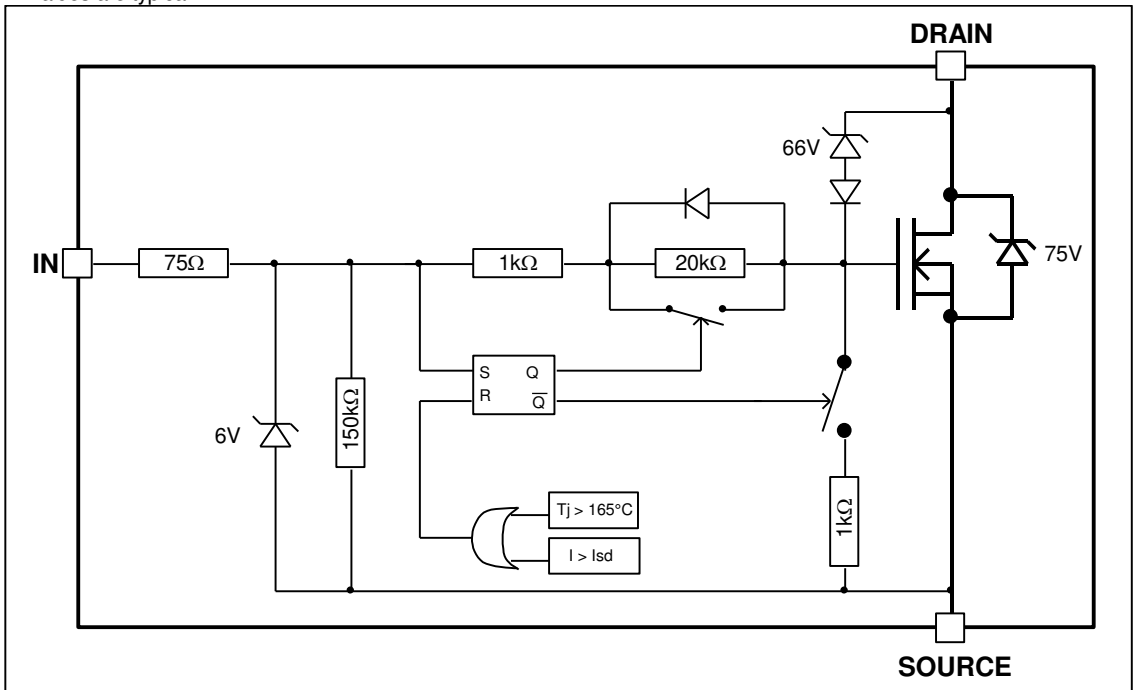 DRAIN
66V
75V
IN
75Ω
1kΩ
20kΩ
S Q
R Q̅
6V
150kΩ
Tj > 165°C
I > Isd
1kΩ
SOURCE